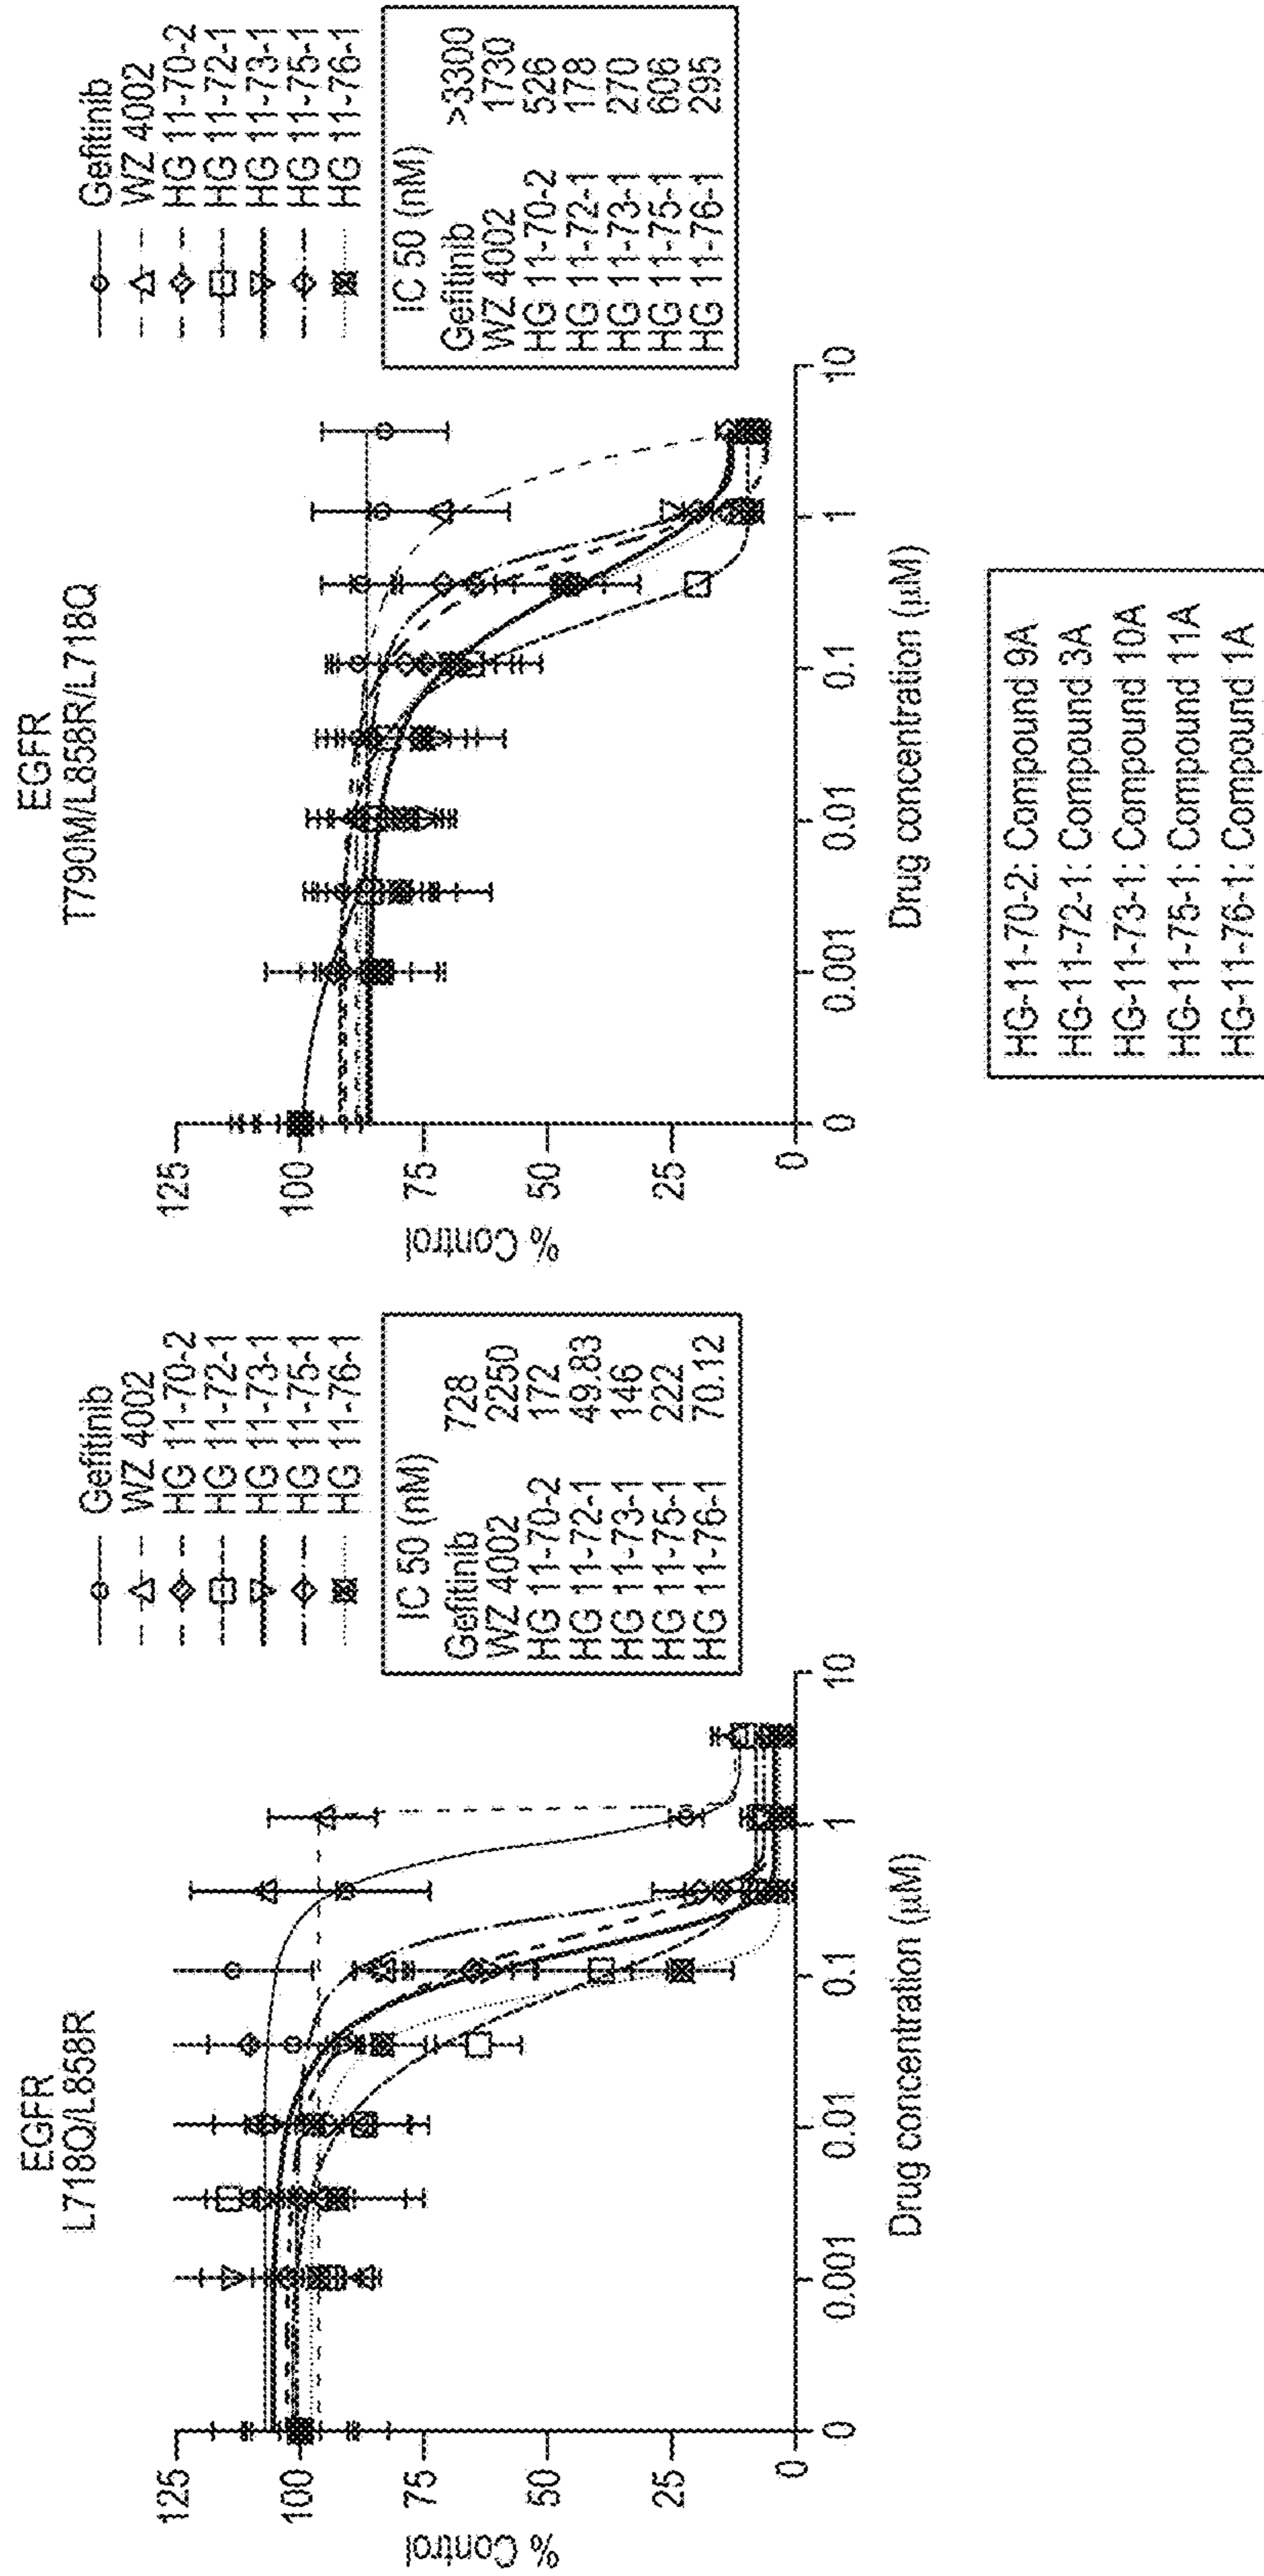 EGFR
L718Q/L858R
Gefitinib
WZ 4002
HG 11-70-2
HG 11-72-1
HG 11-73-1
HG 11-75-1
HG 11-76-1
IC 50 (nM)
Gefitinib 728
WZ 4002 2250
HG 11-70-2 172
HG 11-72-1 49.83
HG 11-73-1 146
HG 11-75-1 222
HG 11-76-1 70.12
% Control
125
100
75
50
25
0
0 0.001 0.01 0.1 1 10
Drug concentration (µM)
EGFR
T790M/L858R/L718Q
Gefitinib
WZ 4002
HG 11-70-2
HG 11-72-1
HG 11-73-1
HG 11-75-1
HG 11-76-1
IC 50 (nM)
Gefitinib >3300
WZ 4002 1730
HG 11-70-2 526
HG 11-72-1 178
HG 11-73-1 270
HG 11-75-1 606
HG 11-76-1 295
% Control
125
100
75
50
25
0
0 0.001 0.01 0.1 1 10
Drug concentration (µM)
HG-11-70-2: Compound 9A
HG-11-72-1: Compound 3A
HG-11-73-1: Compound 10A
HG-11-75-1: Compound 11A
HG-11-76-1: Compound 1A